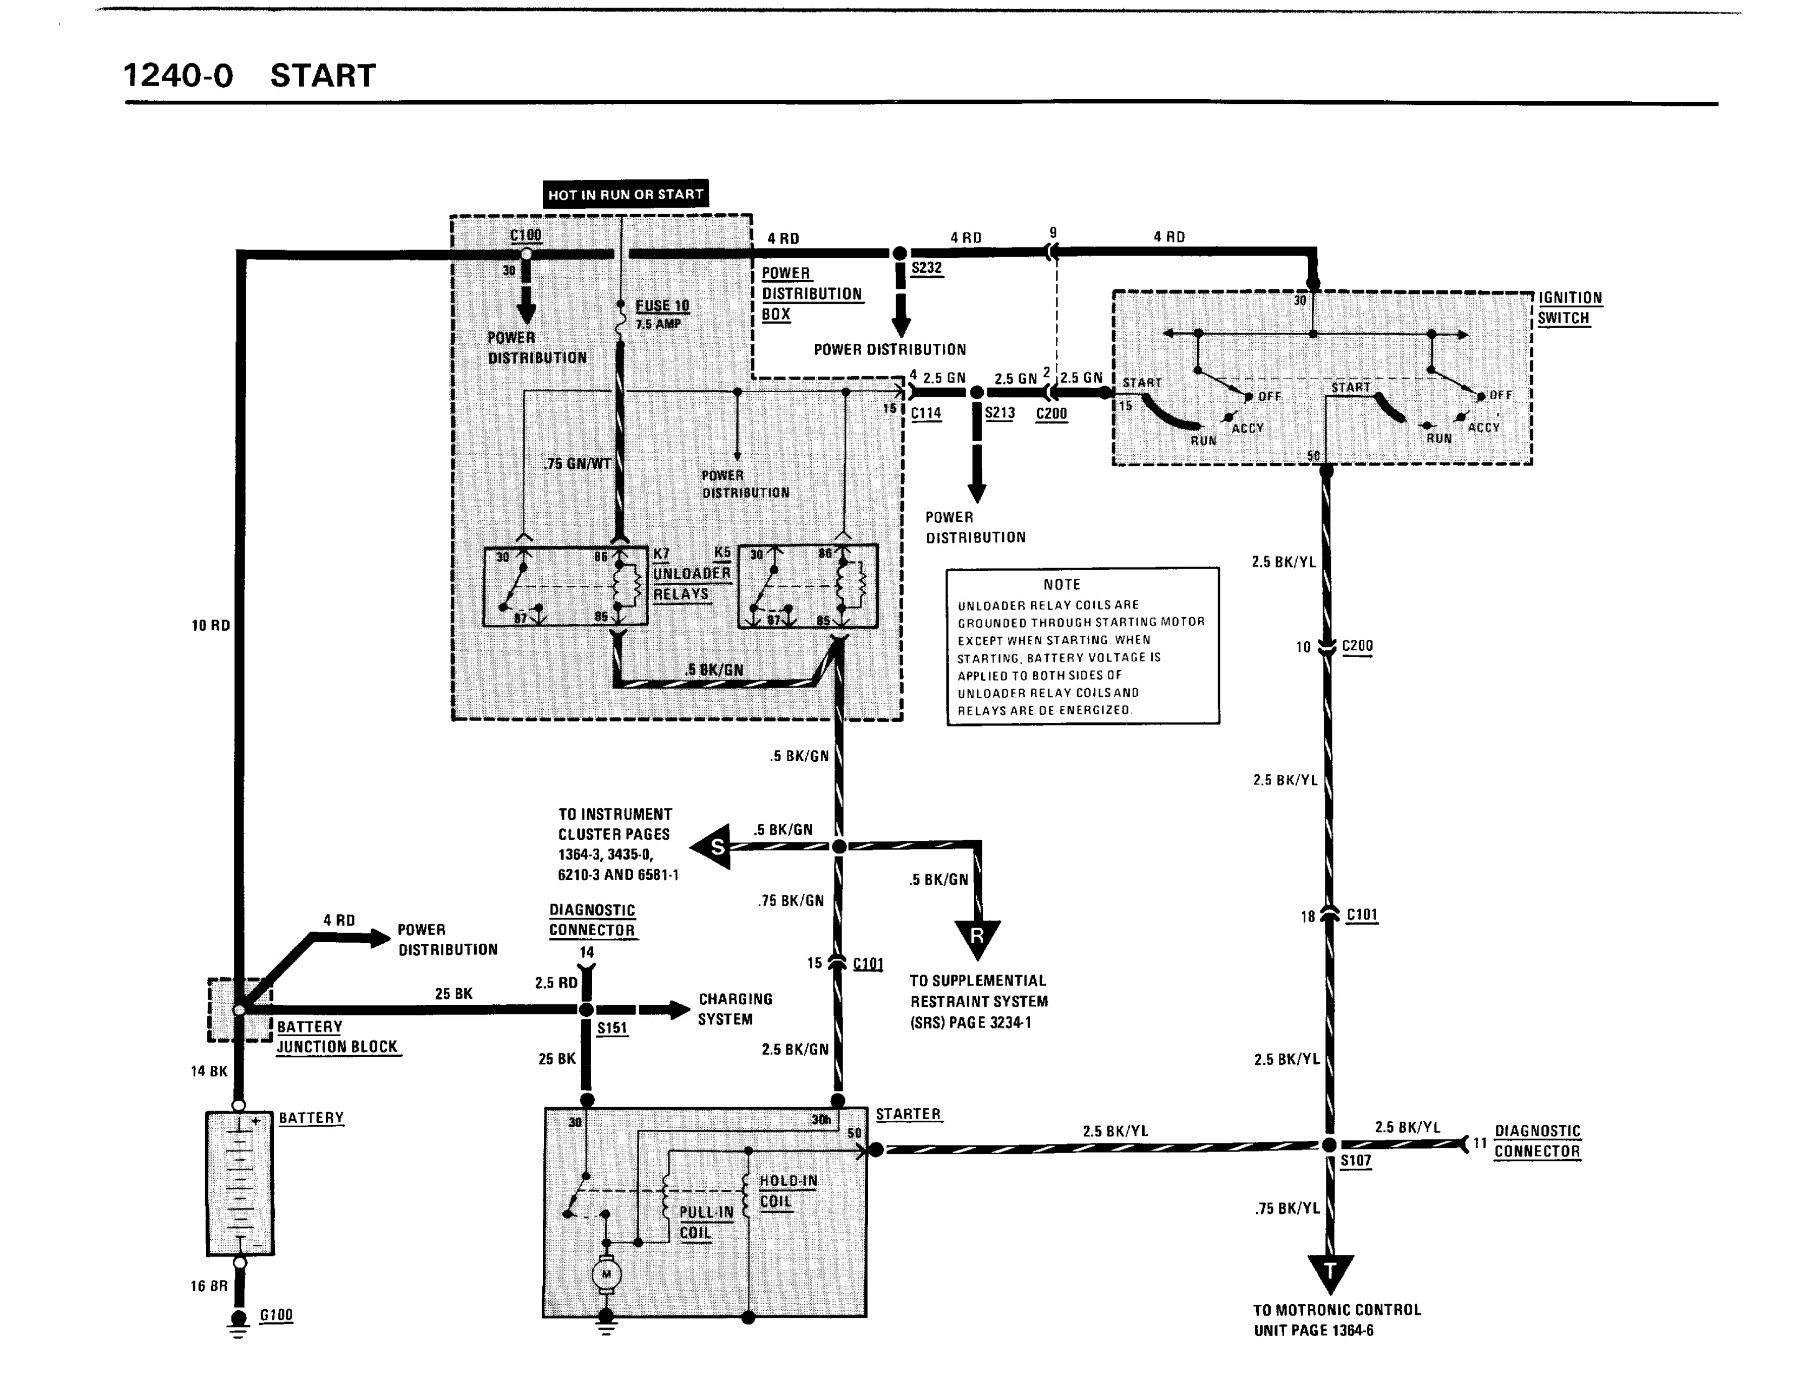 1240-0 START
HOT IN RUN OR START
C100
30
POWER
DISTRIBUTION
FUSE 10
7.5 AMP
4 RD
POWER
DISTRIBUTION
BOX
S232
4 RD
9
4 RD
POWER DISTRIBUTION
IGNITION
SWITCH
30
START
15
OFF
ACCY
RUN
START
OFF
ACCY
RUN
50
4
2.5 GN
15
C114
S213
2.5 GN
2
2.5 GN
C200
POWER
DISTRIBUTION
.75 GN/WT
POWER
DISTRIBUTION
30
86
87
85
K7
UNLOADER
RELAYS
K5
30
86
87
85
.5 BK/GN
NOTE
UNLOADER RELAY COILS ARE
GROUNDED THROUGH STARTING MOTOR
EXCEPT WHEN STARTING. WHEN
STARTING, BATTERY VOLTAGE IS
APPLIED TO BOTH SIDES OF
UNLOADER RELAY COILS AND
RELAYS ARE DE ENERGIZED.
2.5 BK/YL
10
C200
2.5 BK/YL
18
C101
2.5 BK/YL
10 RD
.5 BK/GN
TO INSTRUMENT
CLUSTER PAGES
1364-3, 3435-0,
6210-3 AND 6581-1
S
.5 BK/GN
.5 BK/GN
R
TO SUPPLEMENTIAL
RESTRAINT SYSTEM
(SRS) PAGE 3234-1
.75 BK/GN
15
C101
2.5 BK/GN
DIAGNOSTIC
CONNECTOR
14
2.5 RD
4 RD
POWER
DISTRIBUTION
25 BK
S151
CHARGING
SYSTEM
BATTERY
JUNCTION BLOCK
25 BK
14 BK
BATTERY
+
-
16 BR
G100
STARTER
30
30h
50
HOLD-IN
COIL
PULL-IN
COIL
M
2.5 BK/YL
S107
2.5 BK/YL
11
DIAGNOSTIC
CONNECTOR
.75 BK/YL
T
TO MOTRONIC CONTROL
UNIT PAGE 1364-6